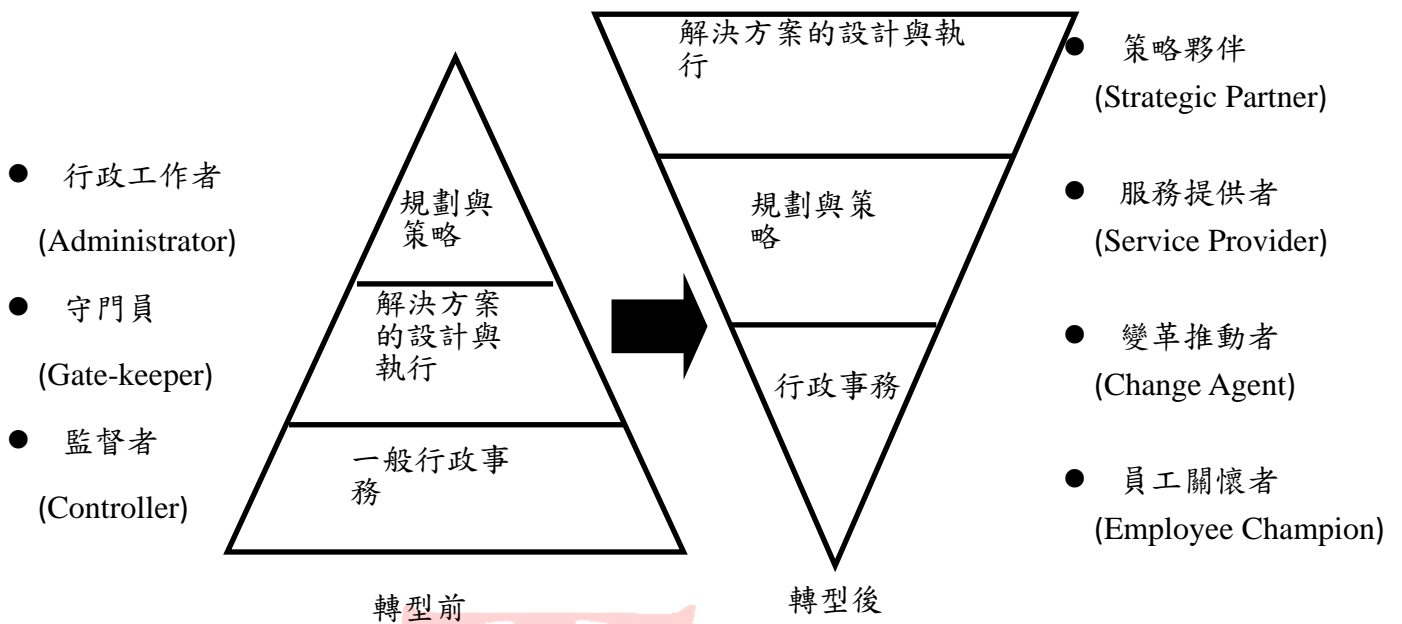 ● 行政工作者
(Administrator)
● 守門員
(Gate-keeper)
● 監督者
(Controller)
規劃與
策略
解決方案
的設計與
執行
一般行政事
務
轉型前
解決方案的設計與執
行
規劃與策
略
行政事務
轉型後
● 策略夥伴
(Strategic Partner)
● 服務提供者
(Service Provider)
● 變革推動者
(Change Agent)
● 員工關懷者
(Employee Champion)